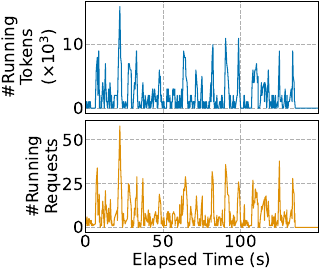 #Running
Tokens
(×10³)
10
0
#Running
Requests
50
25
0
0 50 100
Elapsed Time (s)